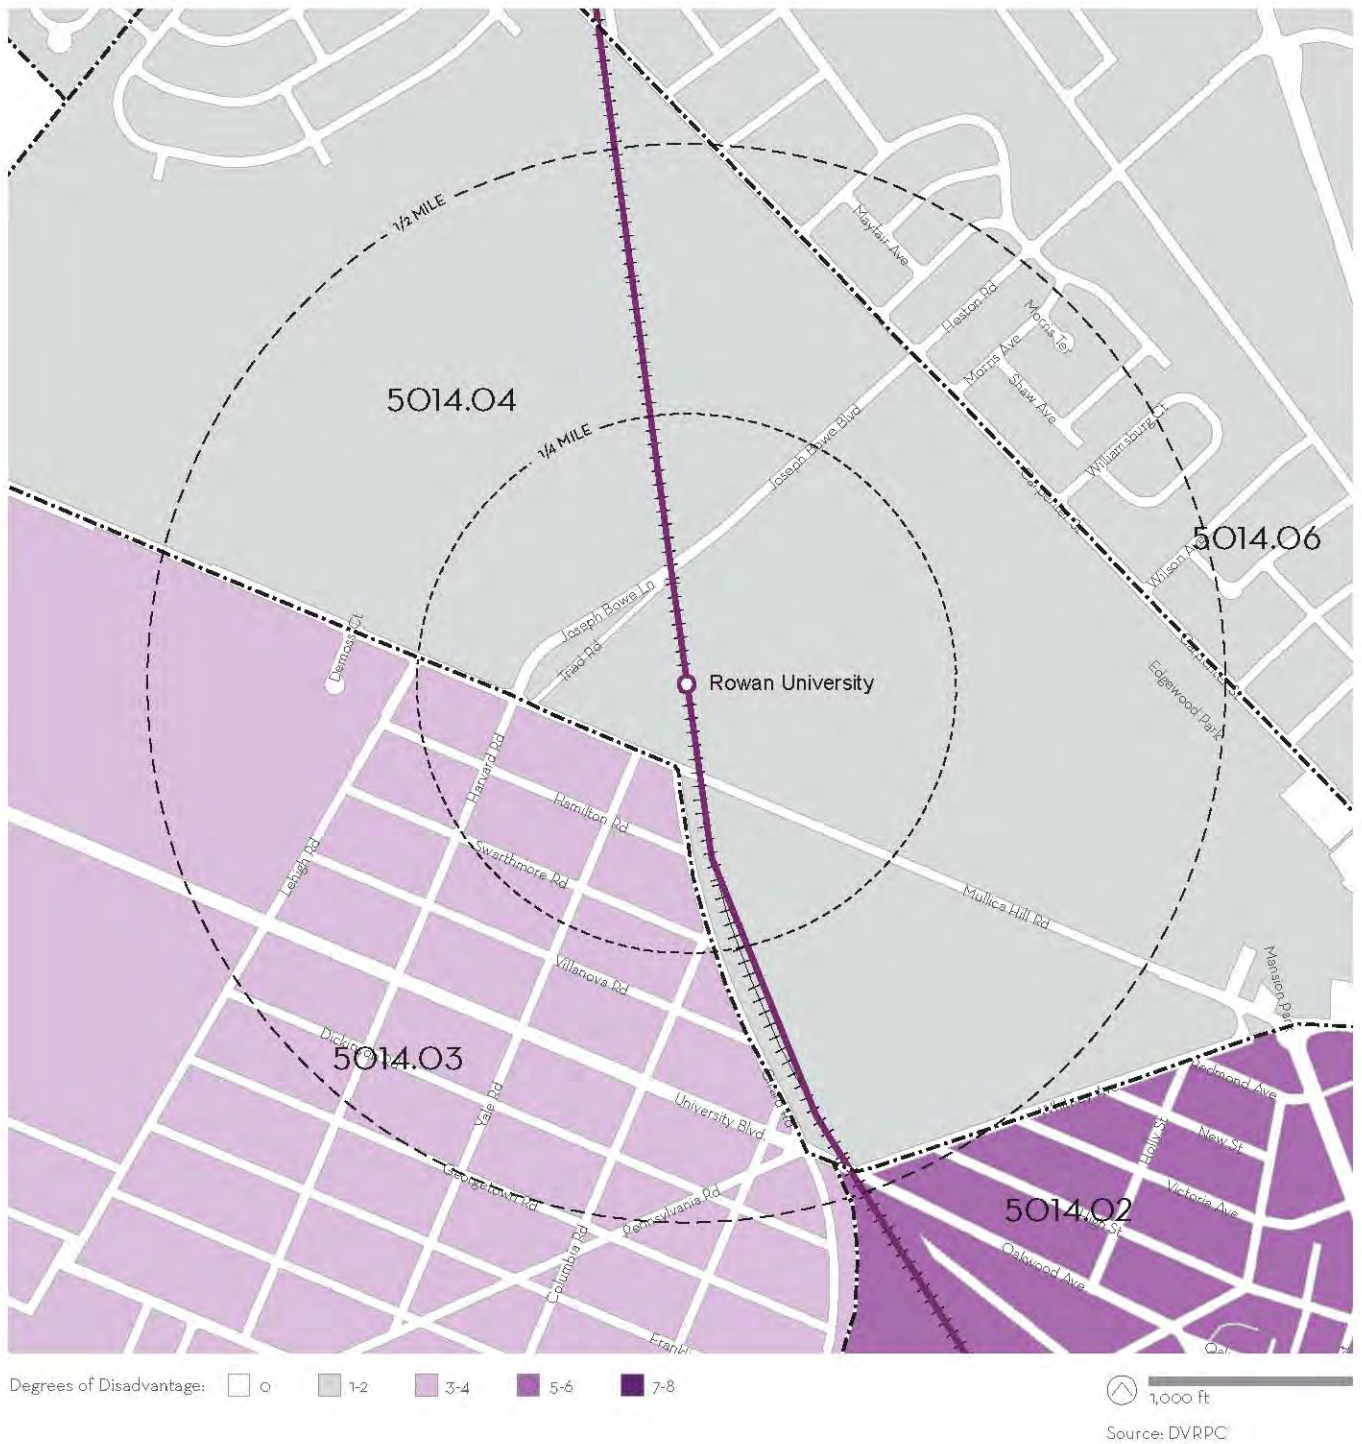 1/2 MILE
Mayfair Ave
Heston Rd
Morris Ter
Morris Ave
Shaw Ave
5014.04
1/4 MILE
Joseph Bowe Blvd
Williamsburg Ct
5014.06
Wilson Ave
Joseph Bowe Ln
Triad Rd
Demoss Ct
Rowan University
Edgewood Park
Harvard Rd
Hamilton Rd
Swarthmore Rd
Lehigh Rd
Mullica Hill Rd
Villanova Rd
Mansion Park
5014.03
Yale Rd
University Blvd.
Redmond Ave
New St
Holly St
Georgetown Rd
Pennsylvania Rd
5014.02
Victoria Ave
Oakwood Ave
Columbia Rd
Degrees of Disadvantage: 0 1-2 3-4 5-6 7-8
1,000 ft
Source: DVRPC